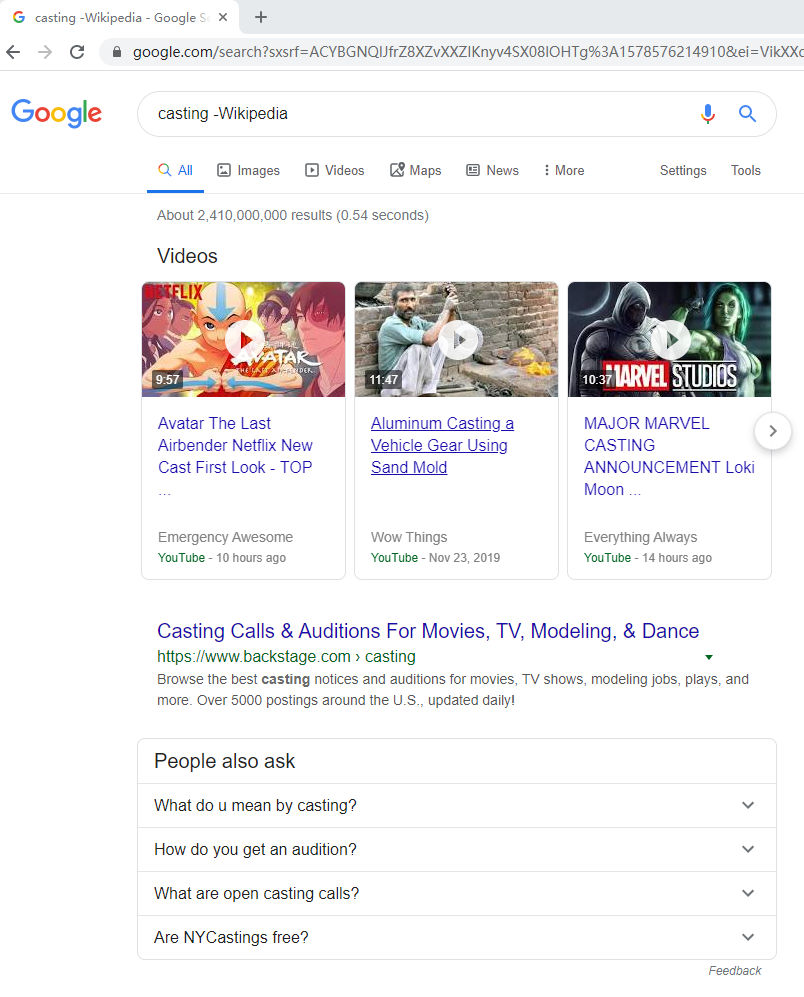 casting -Wikipedia - Google S
google.com/search?sxsrf=ACYBGNQIJfrZ8XZvXXZIKnyv4SX08lOHTg%3A1578576214910&ei=VikXX
Google
casting -Wikipedia
All Images Videos Maps News More Settings Tools
About 2,410,000,000 results (0.54 seconds)
Videos
NETFLIX
AVATAR
THE LAST AIRBENDER
9:57
11:47
MARVEL STUDIOS
10:37
Avatar The Last
Airbender Netflix New
Cast First Look - TOP
...
Emergency Awesome
YouTube - 10 hours ago
Aluminum Casting a
Vehicle Gear Using
Sand Mold
Wow Things
YouTube - Nov 23, 2019
MAJOR MARVEL
CASTING
ANNOUNCEMENT Loki
Moon ...
Everything Always
YouTube - 14 hours ago
Casting Calls & Auditions For Movies, TV, Modeling, & Dance
https://www.backstage.com › casting
Browse the best casting notices and auditions for movies, TV shows, modeling jobs, plays, and
more. Over 5000 postings around the U.S., updated daily!
People also ask
What do u mean by casting?
How do you get an audition?
What are open casting calls?
Are NYCastings free?
Feedback